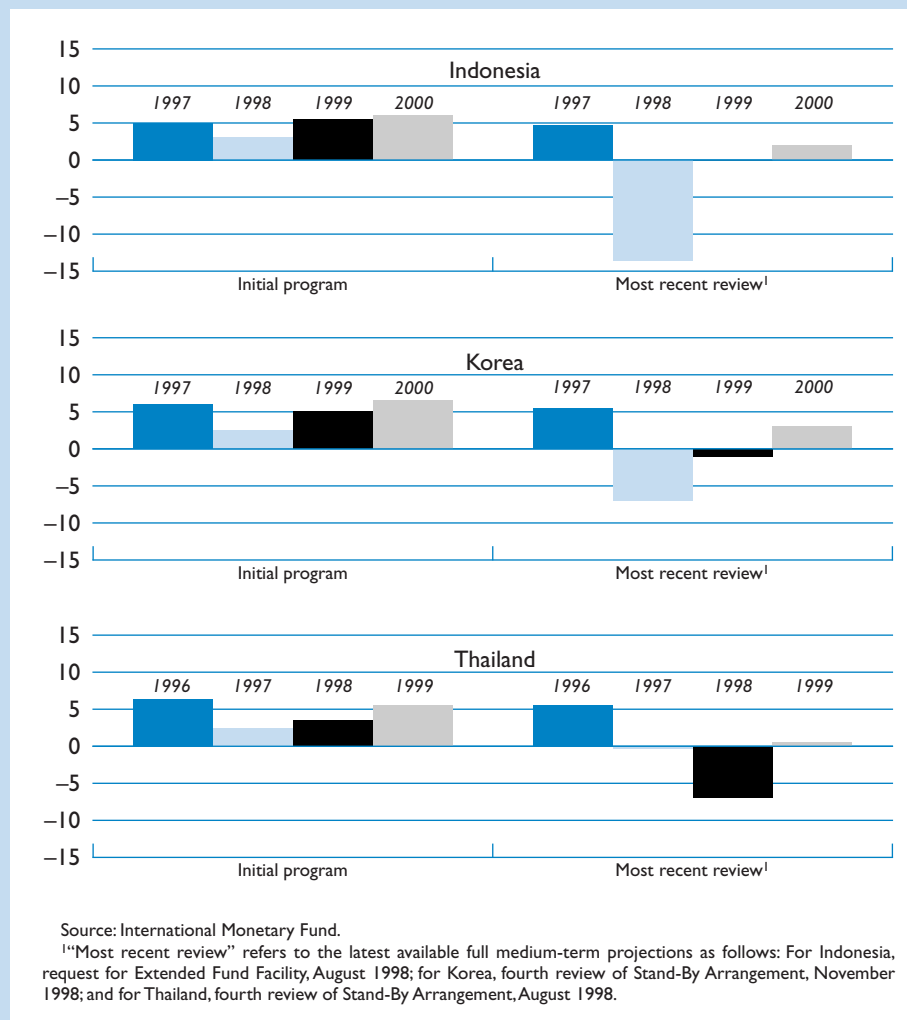 15
Indonesia
10
1997 1998 1999 2000 1997 1998 1999 2000
5
0
–5
–10
–15
Initial program Most recent review¹
15
Korea
10
1997 1998 1999 2000 1997 1998 1999 2000
5
0
–5
–10
–15
Initial program Most recent review¹
15
Thailand
10
1996 1997 1998 1999 1996 1997 1998 1999
5
0
–5
–10
–15
Initial program Most recent review¹
Source: International Monetary Fund.
¹“Most recent review” refers to the latest available full medium-term projections as follows: For Indonesia,
request for Extended Fund Facility, August 1998; for Korea, fourth review of Stand-By Arrangement, November
1998; and for Thailand, fourth review of Stand-By Arrangement, August 1998.